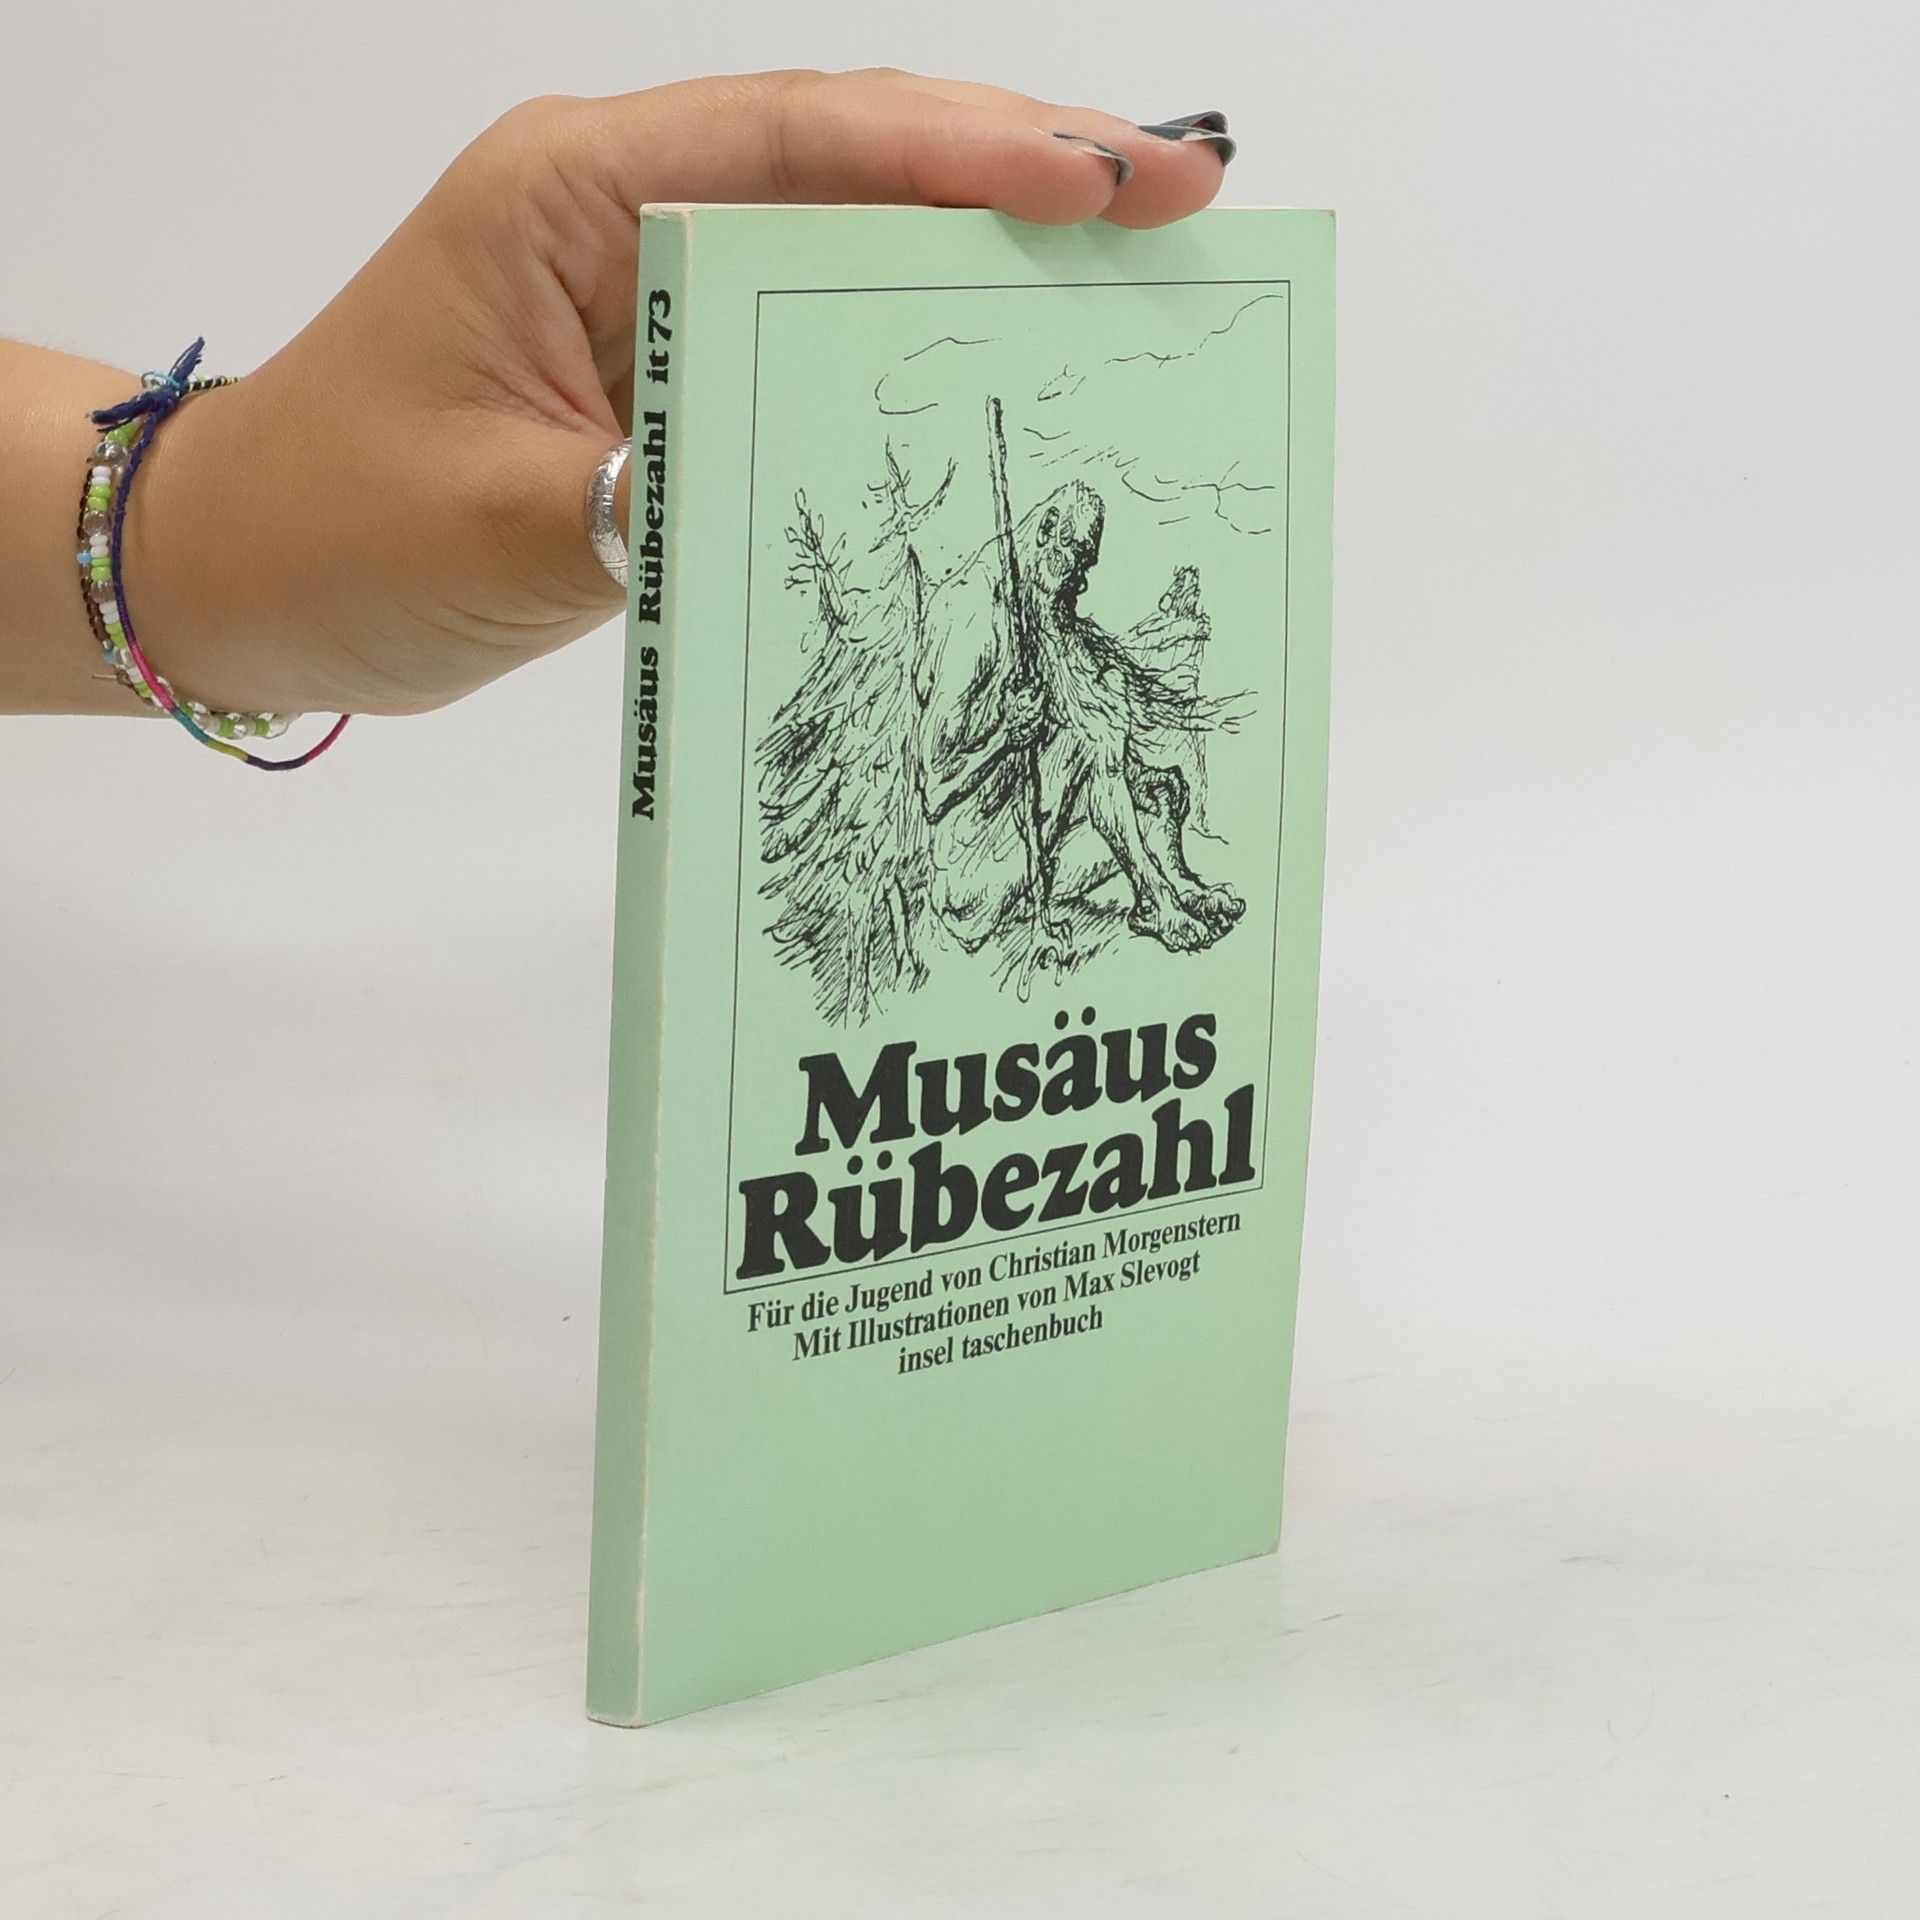 Musäus Rübezahl it 73
Musäus
Rübezahl
Für die Jugend von Christian Morgenstern
Mit Illustrationen von Max Slevogt
insel taschenbuch